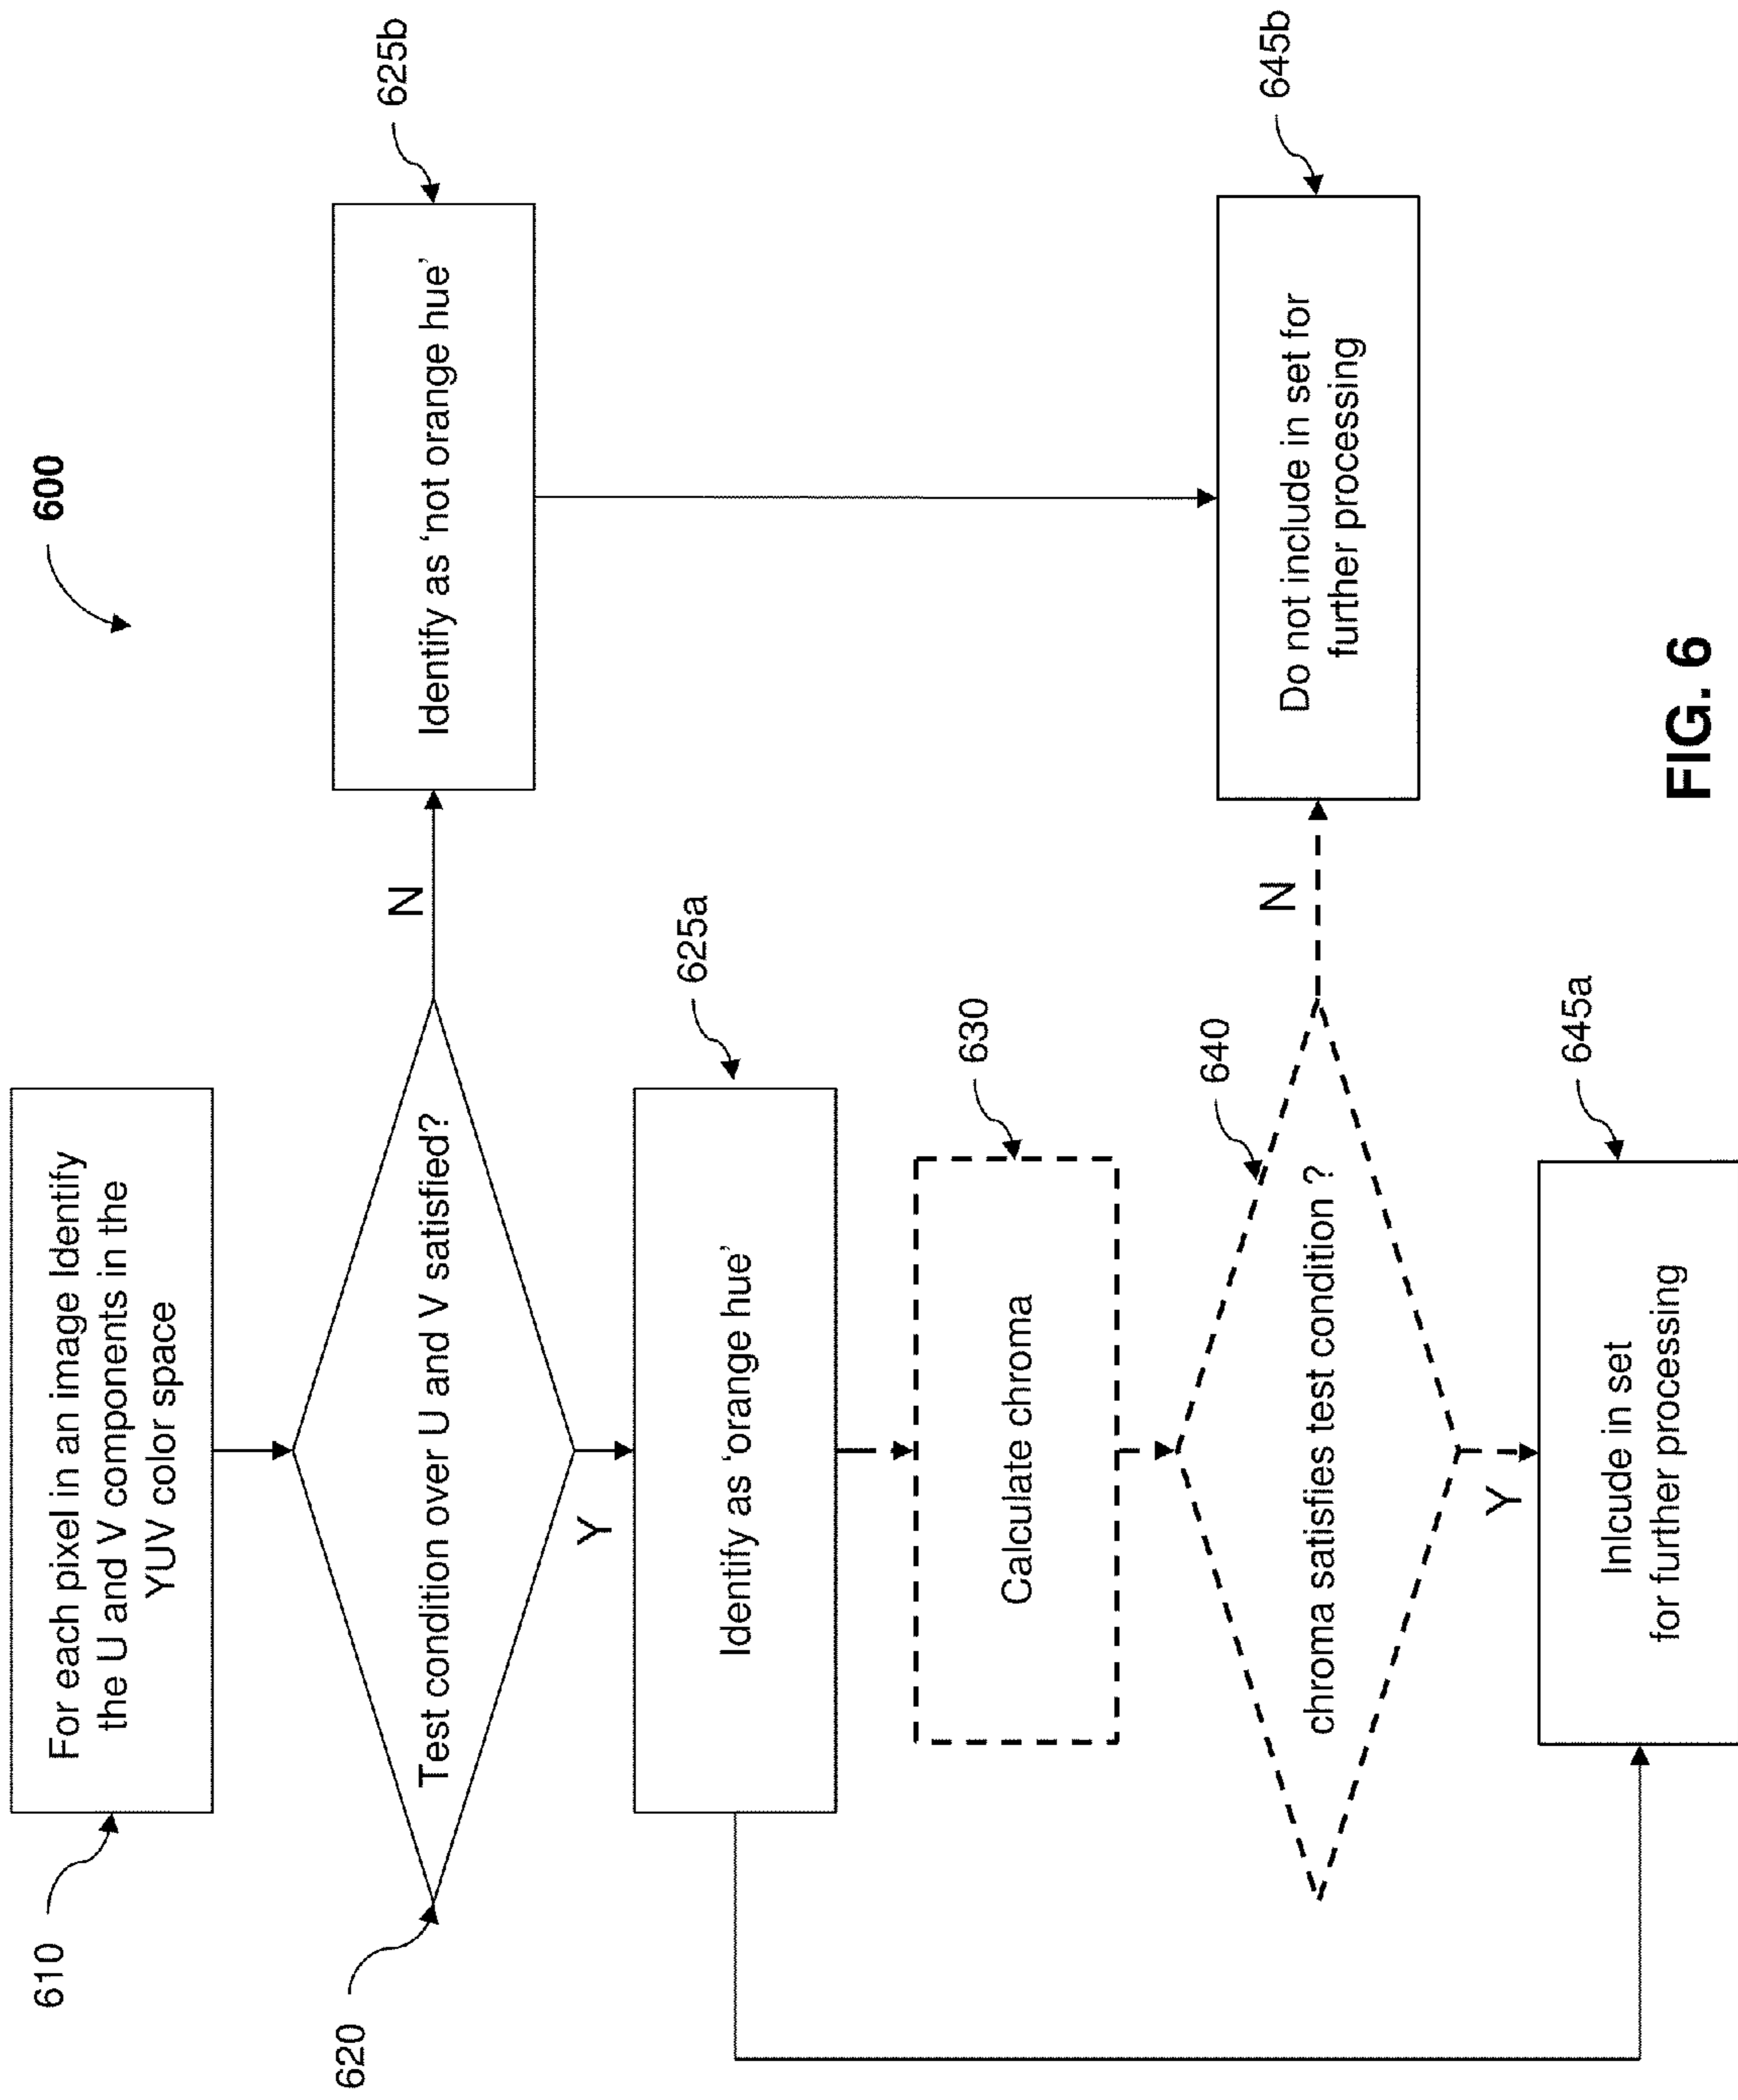 600
610
For each pixel in an image Identify
the U and V components in the
YUV color space
620
Test condition over U and V satisfied?
N
625b
Identify as ‘not orange hue’
Y
625a
Identify as ‘orange hue’
630
Calculate chroma
640
chroma satisfies test condition ?
N
645b
Do not include in set for
further processing
Y
645a
Inlcude in set
for further processing
FIG. 6